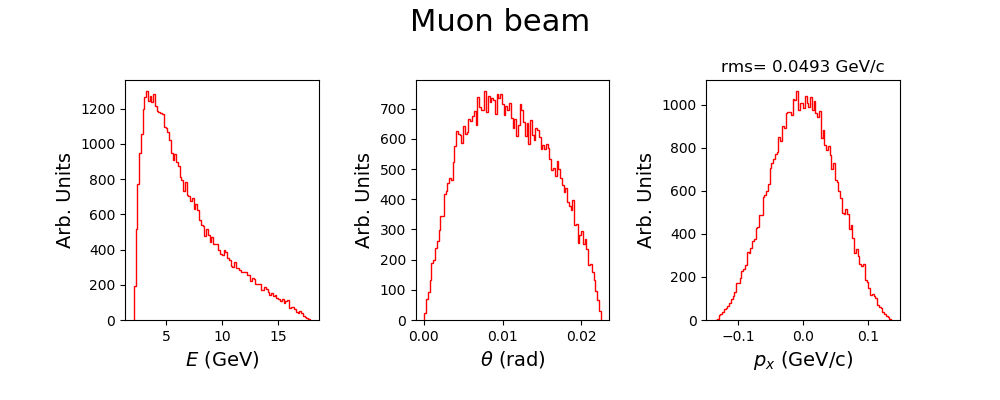 Muon beam
rms= 0.0493 GeV/c
Arb. Units
1200
1000
800
600
400
200
0
5 10 15
E (GeV)
Arb. Units
700
600
500
400
300
200
100
0
0.00 0.01 0.02
θ (rad)
Arb. Units
1000
800
600
400
200
0
−0.1 0.0 0.1
pₓ (GeV/c)